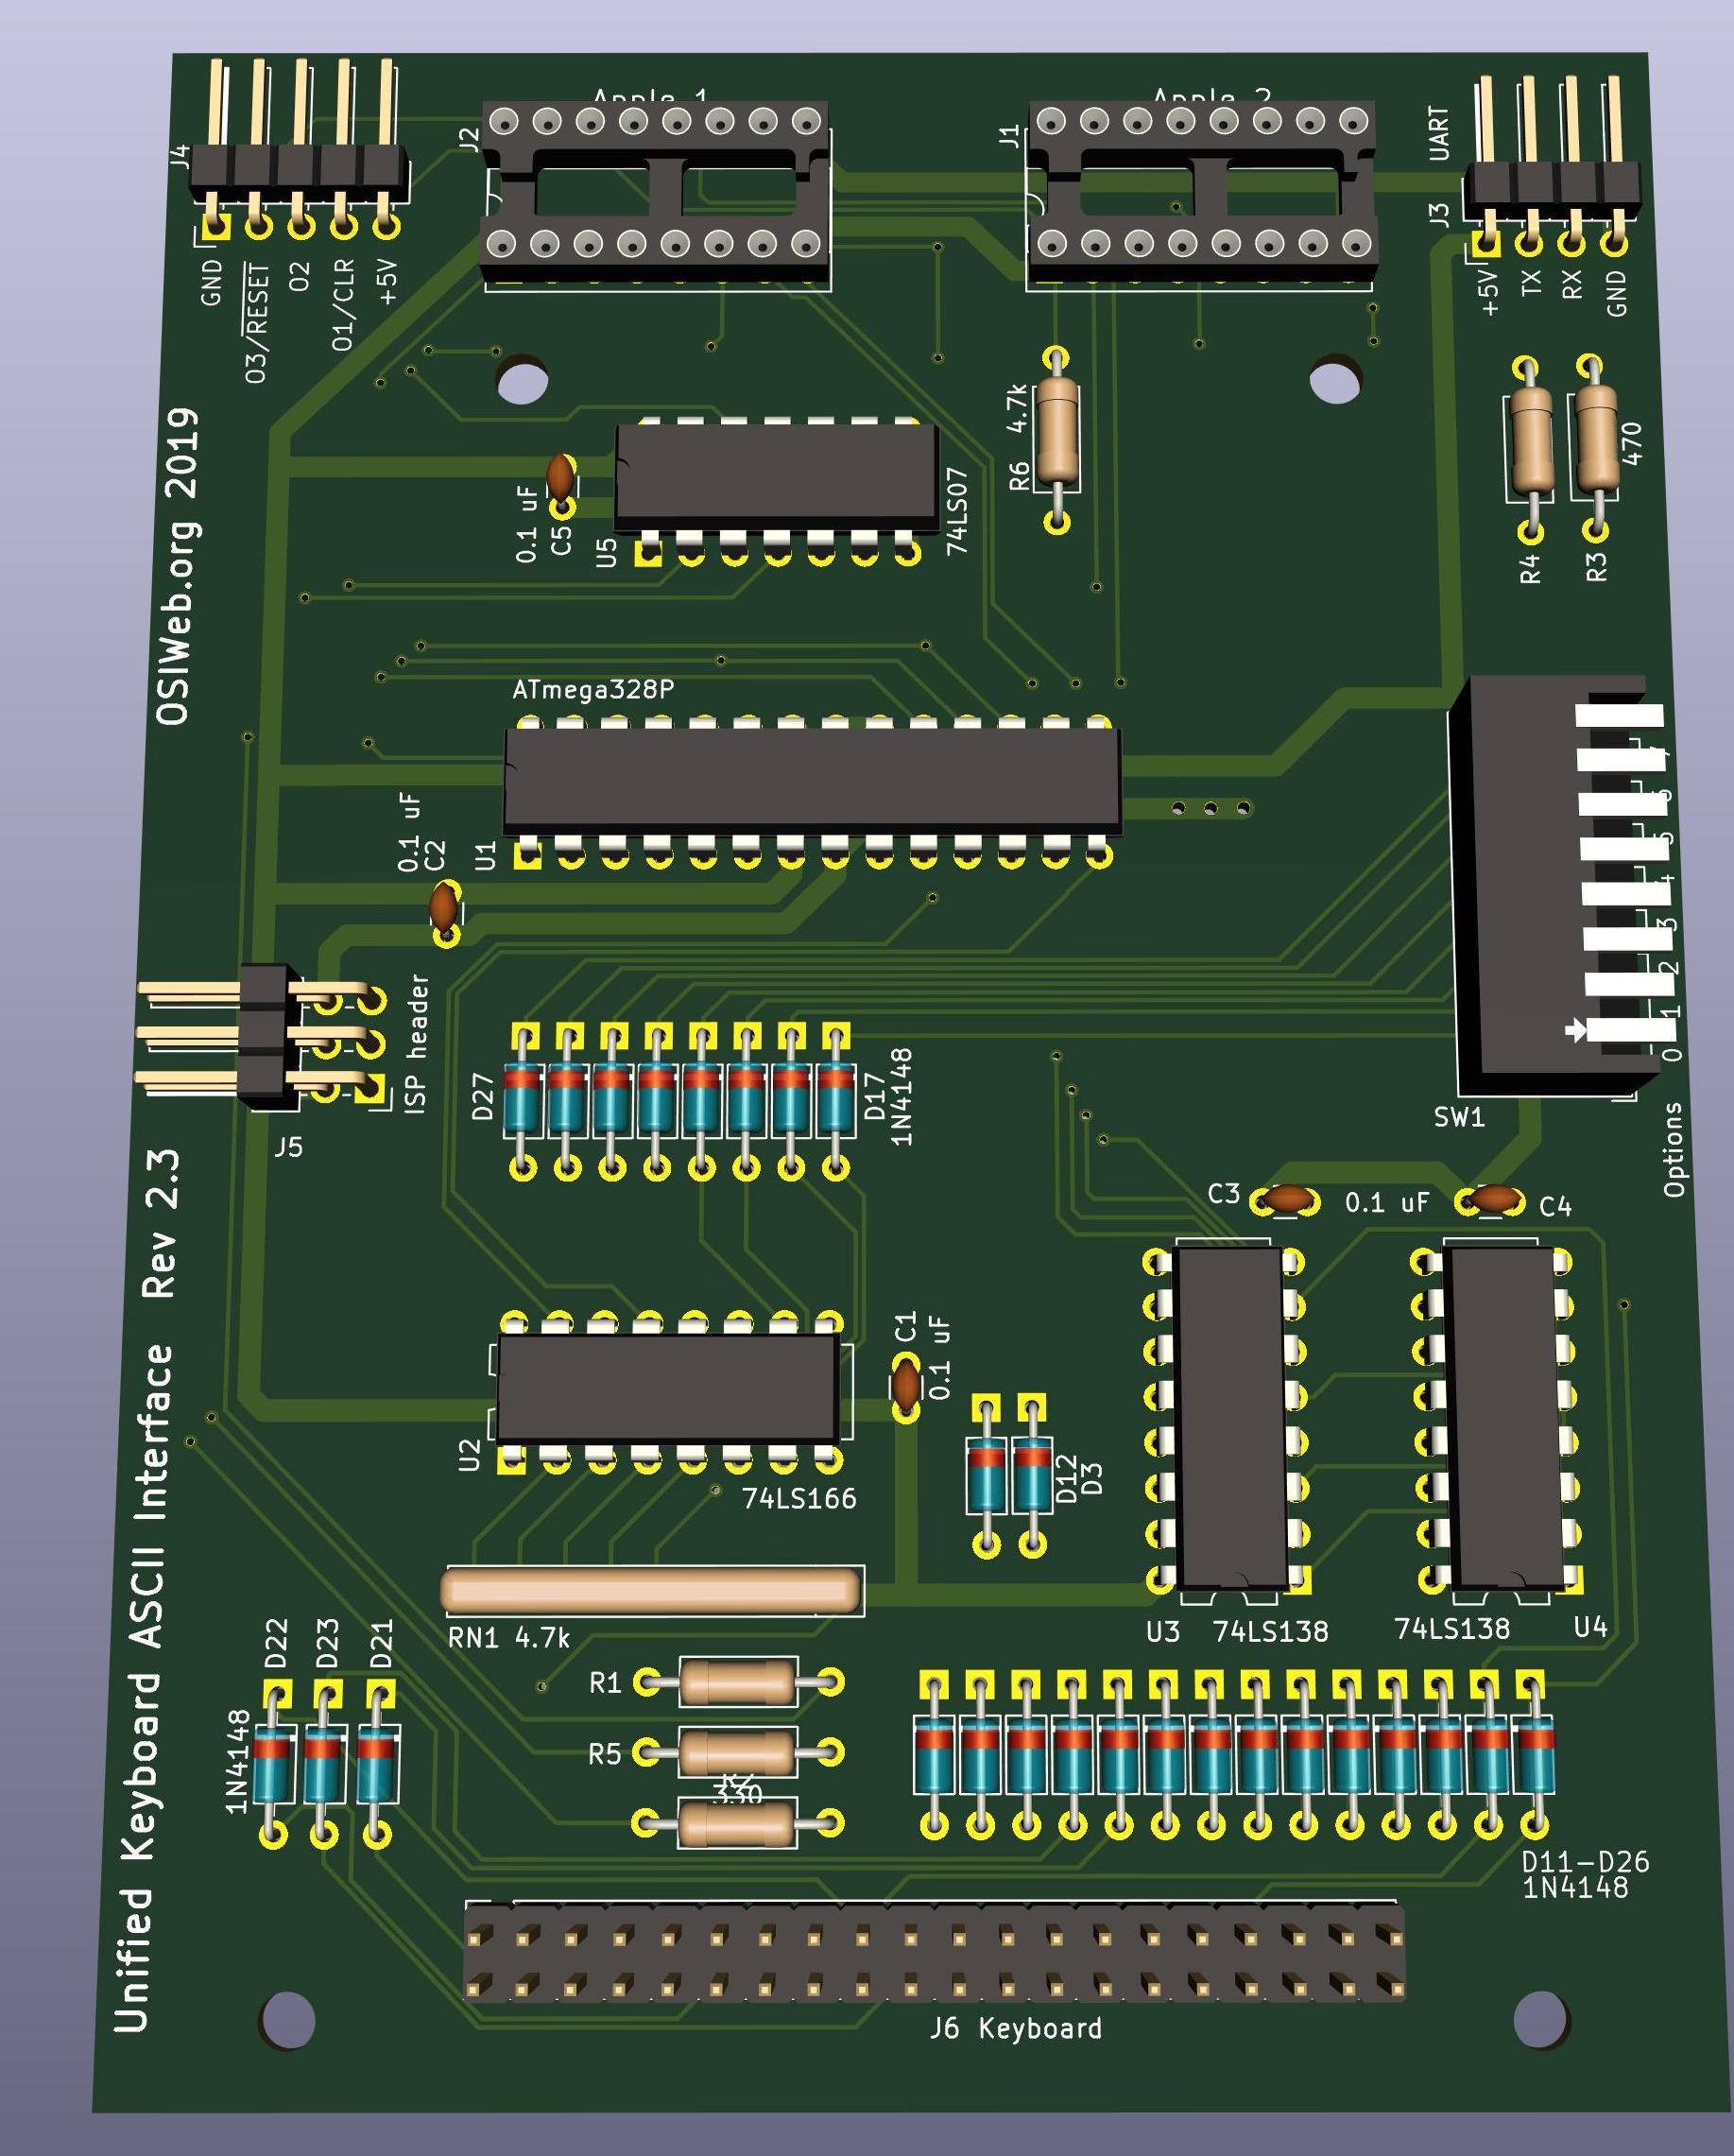 Apple 1
Apple 2
J4
J2
J1
UART
J3
GND
O3/RESET
O2
O1/CLR
+5V
+5V
TX
RX
GND
OSIWeb.org 2019
0.1 uF
C5
U5
74LS07
R6 4.7k
R4
R3
470
ATmega328P
0.1 uF
C2
U1
7
6
5
4
3
2
1
0
SW1
Options
ISP header
J5
D27
D17
1N4148
C3
0.1 uF
C4
Unified Keyboard ASCII Interface Rev 2.3
C1
0.1 uF
U2
74LS166
D12
D3
RN1 4.7k
U3
74LS138
74LS138
U4
D22
D23
D21
1N4148
R1
R5
330
D11-D26
1N4148
J6 Keyboard